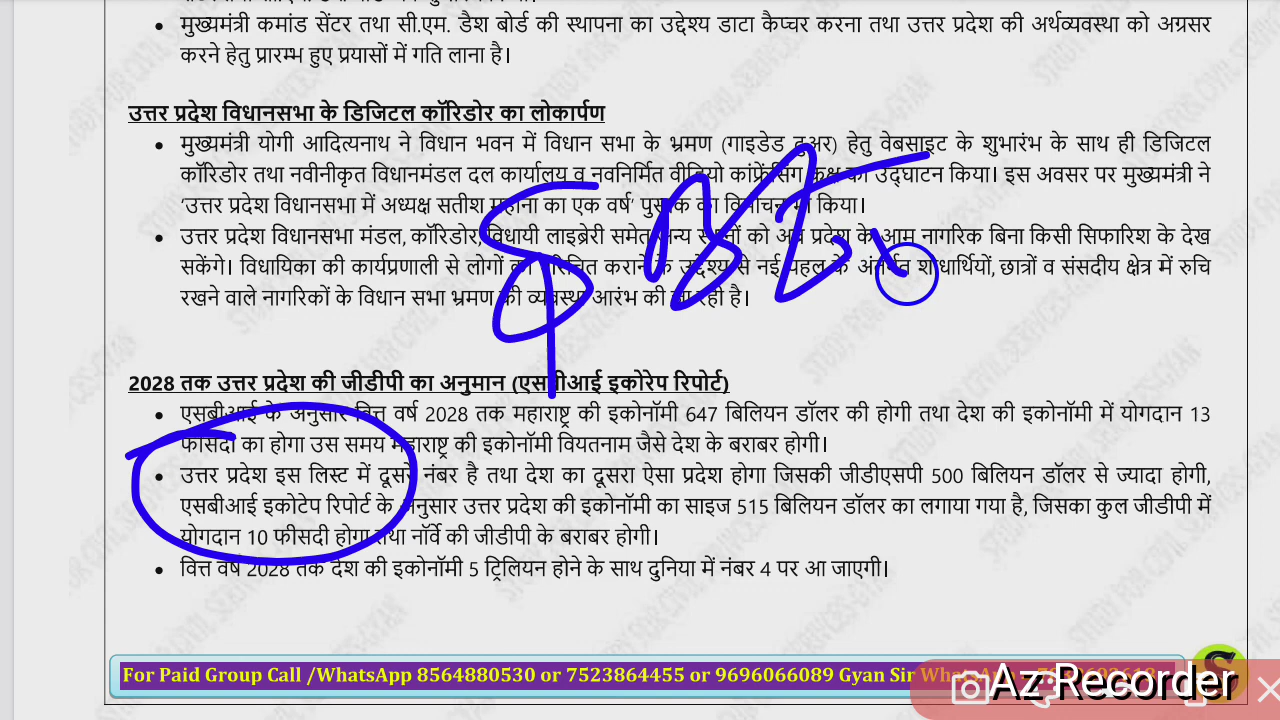 मुख्यमंत्री कमांड सेंटर तथा सी.एम. डैश बोर्ड की स्थापना का उद्देश्य डाटा कैप्चर करना तथा उत्तर प्रदेश की अर्थव्यवस्था को अग्रसर
करने हेतु प्रारम्भ हुए प्रयासों में गति लाना है।
उत्तर प्रदेश विधानसभा के डिजिटल कॉरिडोर का लोकार्पण
मुख्यमंत्री योगी आदित्यनाथ ने विधान भवन में विधान सभा के भ्रमण (गाइडेड टुअर) हेतु वेबसाइट के शुभारंभ के साथ ही डिजिटल
कॉरिडोर तथा नवीनीकृत विधानमंडल दल कार्यालय व नवनिर्मित वीडियो कांफ्रेंसिंग कक्ष का उद्घाटन किया। इस अवसर पर मुख्यमंत्री ने
'उत्तर प्रदेश विधानसभा में अध्यक्ष सतीश महाना का एक वर्ष' पुस्तक का विमोचन भी किया।
उत्तर प्रदेश विधानसभा मंडल, कॉरिडोर, विधायी लाइब्रेरी समेत अन्य स्थानों को अब प्रदेश के आम नागरिक बिना किसी सिफारिश के देख
सकेंगे। विधायिका की कार्यप्रणाली से लोगों को परिचित कराने के उद्देश्य से नई पहल के अंतर्गत शोधार्थियों, छात्रों व संसदीय क्षेत्र में रुचि
रखने वाले नागरिकों के विधान सभा भ्रमण की व्यवस्था आरंभ की जा रही है।
2028 तक उत्तर प्रदेश की जीडीपी का अनुमान (एसबीआई इकोरेप रिपोर्ट)
एसबीआई के अनुसार वित्त वर्ष 2028 तक महाराष्ट्र की इकोनॉमी 647 बिलियन डॉलर की होगी तथा देश की इकोनॉमी में योगदान 13
फीसदी का होगा उस समय महाराष्ट्र की इकोनॉमी वियतनाम जैसे देश के बराबर होगी।
उत्तर प्रदेश इस लिस्ट में दूसरे नंबर है तथा देश का दूसरा ऐसा प्रदेश होगा जिसकी जीडीएसपी 500 बिलियन डॉलर से ज्यादा होगी,
एसबीआई इकोटेप रिपोर्ट के अनुसार उत्तर प्रदेश की इकोनॉमी का साइज 515 बिलियन डॉलर का लगाया गया है, जिसका कुल जीडीपी में
योगदान 10 फीसदी होगा तथा नॉर्वे की जीडीपी के बराबर होगी।
वित्त वर्ष 2028 तक देश की इकोनॉमी 5 ट्रिलियन होने के साथ दुनिया में नंबर 4 पर आ जाएगी।
For Paid Group Call /WhatsApp 8564880530 or 7523864455 or 9696066089 Gyan Sir WhatsApp
Az Recorder